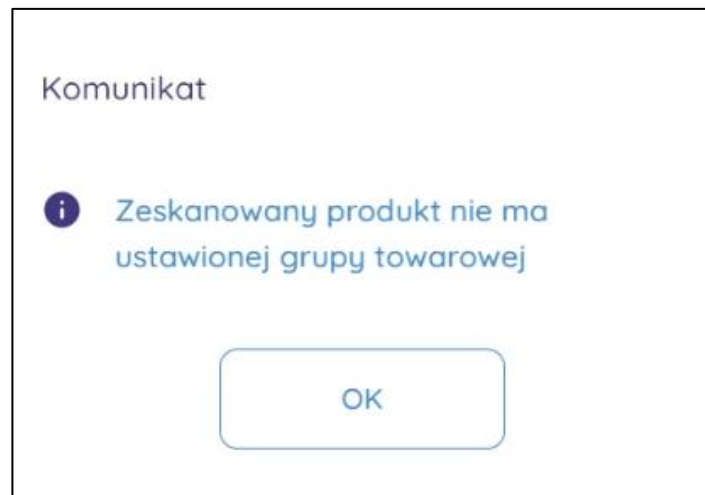 Komunikat
Zeskanowany produkt nie ma
ustawionej grupy towarowej
OK